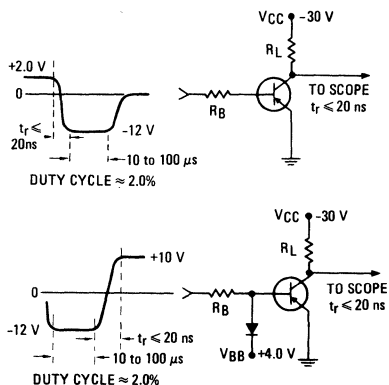 VCC -30 V
RL
+2.0 V
0
TO SCOPE
tr ≤ 20 ns
RB
tr ≤
20ns
-12 V
10 to 100 μs
DUTY CYCLE ≈ 2.0%
VCC -30 V
RL
+10 V
TO SCOPE
tr ≤ 20 ns
0
RB
-12 V
tr ≤ 20 ns
10 to 100 μs
VBB +4.0 V
DUTY CYCLE ≈ 2.0%